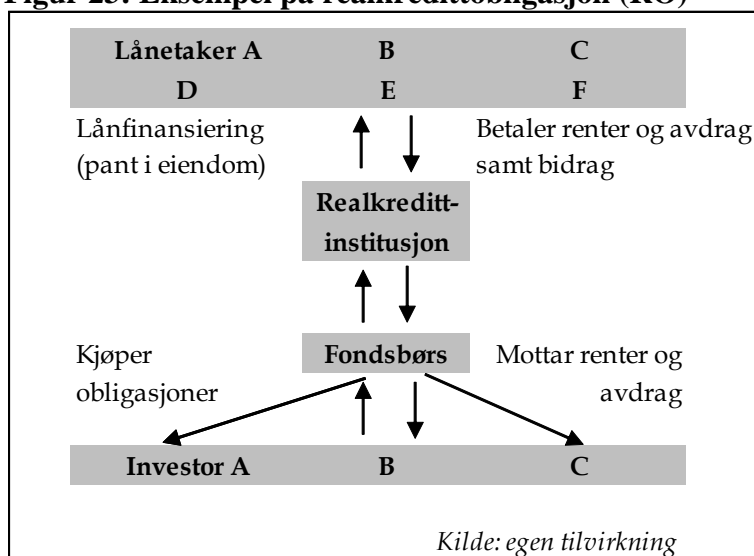 Figur 23: Eksempel på realkredittobligasjon (RO)
Lånetaker A B C
D E F
Lånfinansiering
(pant i eiendom)
Betaler renter og avdrag
samt bidrag
Realkreditt-
institusjon
Kjøper
obligasjoner
Fondsbørs
Mottar renter og
avdrag
Investor A B C
Kilde: egen tilvirkning